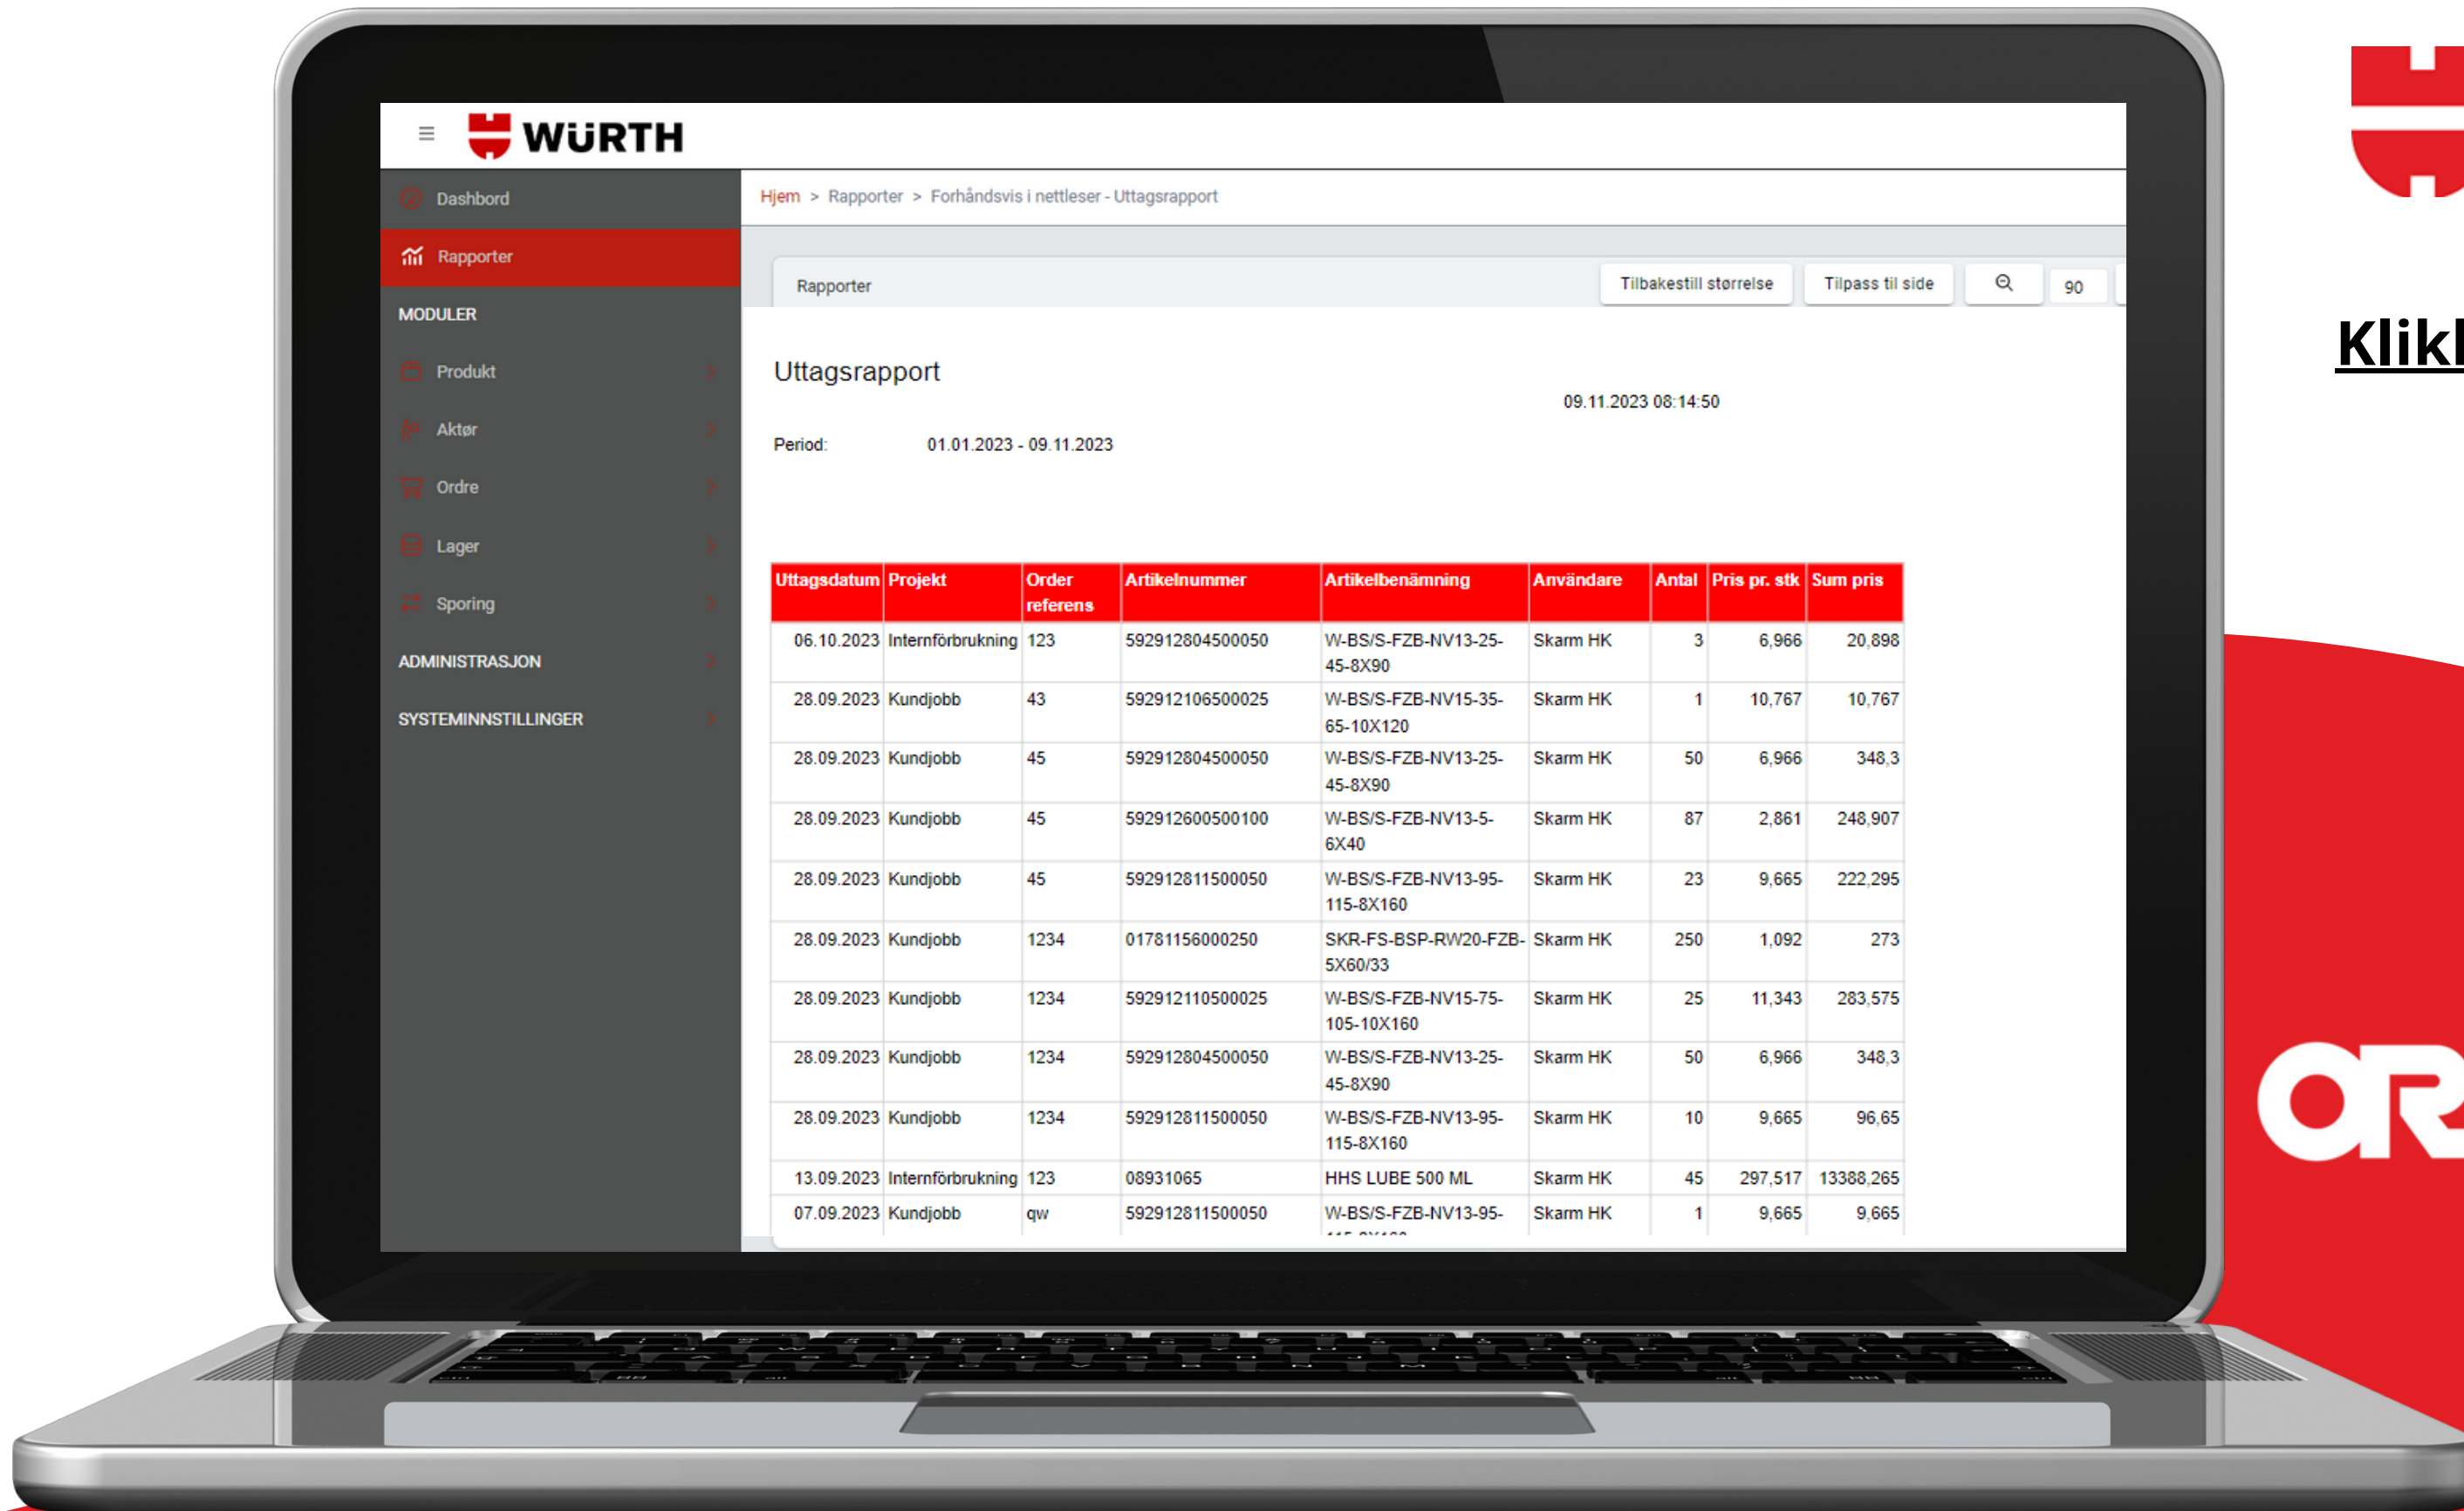 WÜRTH
Dashbord
Hjem > Rapporter > Forhåndsvis i nettleser - Uttagsrapport
Rapporter
MODULER
Produkt
Aktør
Ordre
Lager
Sporing
ADMINISTRASJON
SYSTEMINNSTILLINGER
Rapporter Tilbakestill størrelse Tilpass til side 90
Uttagsrapport
09.11.2023 08:14:50
Period: 01.01.2023 - 09.11.2023
Uttagsdatum Projekt Order Artikelnummer Artikelbenämning Användare Antal Pris pr. stk Sum pris
referens
06.10.2023 Internförbrukning 123 592912804500050 W-BS/S-FZB-NV13-25- Skarm HK 3 6,966 20,898
45-8X90
28.09.2023 Kundjobb 43 592912106500025 W-BS/S-FZB-NV15-35- Skarm HK 1 10,767 10,767
65-10X120
28.09.2023 Kundjobb 45 592912804500050 W-BS/S-FZB-NV13-25- Skarm HK 50 6,966 348,3
45-8X90
28.09.2023 Kundjobb 45 592912600500100 W-BS/S-FZB-NV13-5- Skarm HK 87 2,861 248,907
6X40
28.09.2023 Kundjobb 45 592912811500050 W-BS/S-FZB-NV13-95- Skarm HK 23 9,665 222,295
115-8X160
28.09.2023 Kundjobb 1234 01781156000250 SKR-FS-BSP-RW20-FZB- Skarm HK 250 1,092 273
5X60/33
28.09.2023 Kundjobb 1234 592912110500025 W-BS/S-FZB-NV15-75- Skarm HK 25 11,343 283,575
105-10X160
28.09.2023 Kundjobb 1234 592912804500050 W-BS/S-FZB-NV13-25- Skarm HK 50 6,966 348,3
45-8X90
28.09.2023 Kundjobb 1234 592912811500050 W-BS/S-FZB-NV13-95- Skarm HK 10 9,665 96,65
115-8X160
13.09.2023 Internförbrukning 123 08931065 HHS LUBE 500 ML Skarm HK 45 297,517 13388,265
07.09.2023 Kundjobb qw 592912811500050 W-BS/S-FZB-NV13-95- Skarm HK 1 9,665 9,665